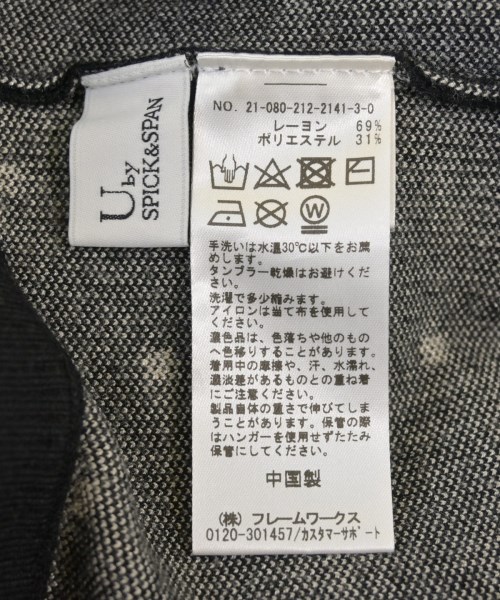 U by
SPICK&SPAN
NO. 21-080-212-2141-3-0
レーヨン 69%
ポリエステル 31%
W
手洗いは水温30℃以下をお薦
めします。
タンブラー乾燥はお避けくだ
さい。
洗濯で多少縮みます。
アイロンは当て布を使用して
ください。
濃色品は、色落ちや他のもの
へ色移りすることがあります。
着用中の摩擦や、汗、水濡れ、
濃淡差があるものとの重ね着
にご注意ください。
製品自体の重さで伸びてしま
うことがあります。保管の際
はハンガーを使用せずたたみ
保管にしてください。
中国製
(株) フレームワークス
0120-301457/カスタマーサポート